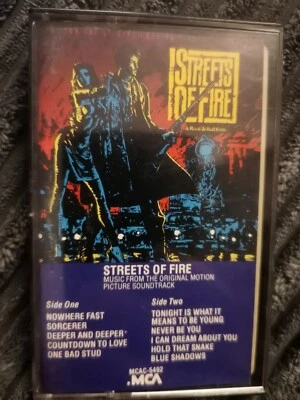 STREETS
OF FIRE
A Rock & Roll Fable
STREETS OF FIRE
MUSIC FROM THE ORIGINAL MOTION
PICTURE SOUNDTRACK
Side One
NOWHERE FAST
SORCERER
DEEPER AND DEEPER
COUNTDOWN TO LOVE
ONE BAD STUD
Side Two
TONIGHT IS WHAT IT
MEANS TO BE YOUNG
NEVER BE YOU
I CAN DREAM ABOUT YOU
HOLD THAT SNAKE
BLUE SHADOWS
MCAC-5492
MCA